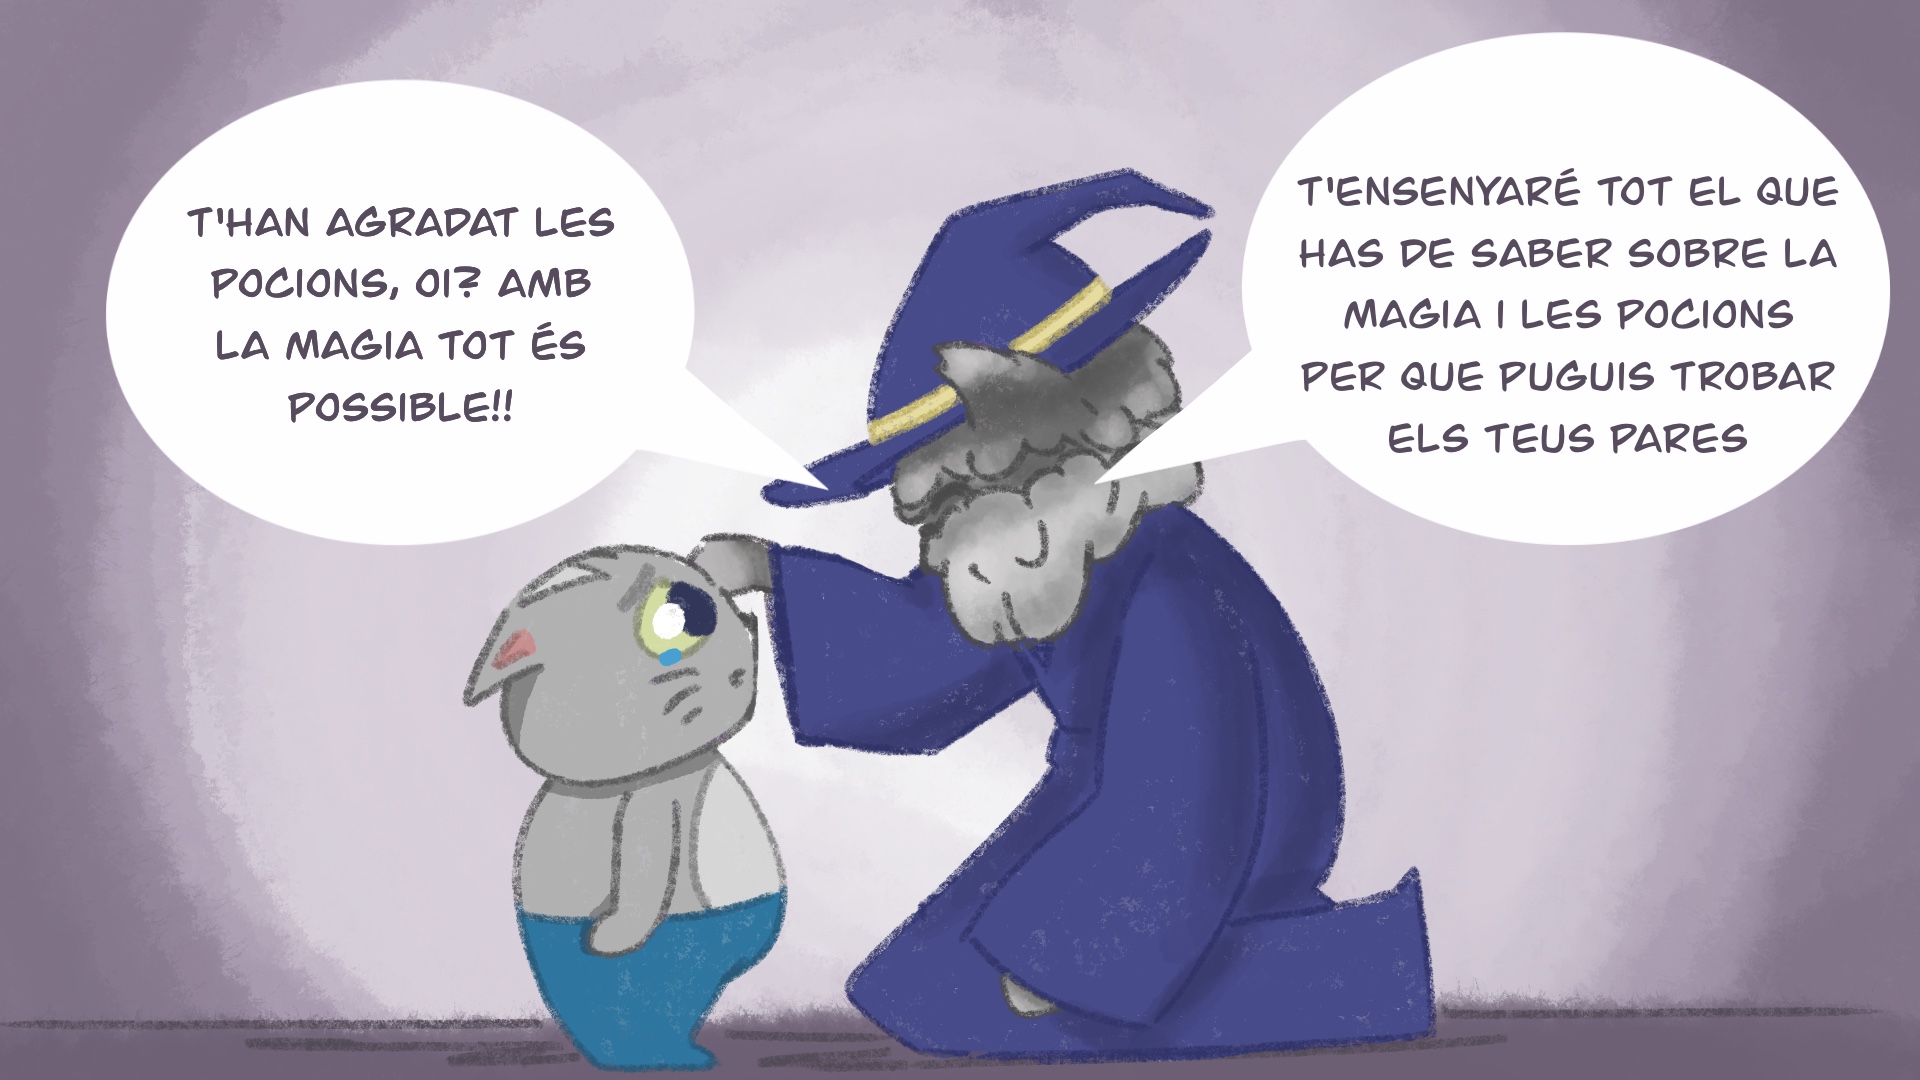 T'HAN AGRADAT LES
POCIONS, OI? AMB
LA MAGIA TOT ÉS
POSSIBLE!!
T'ENSENYARÉ TOT EL QUE
HAS DE SABER SOBRE LA
MAGIA I LES POCIONS
PER QUE PUGUIS TROBAR
ELS TEUS PARES